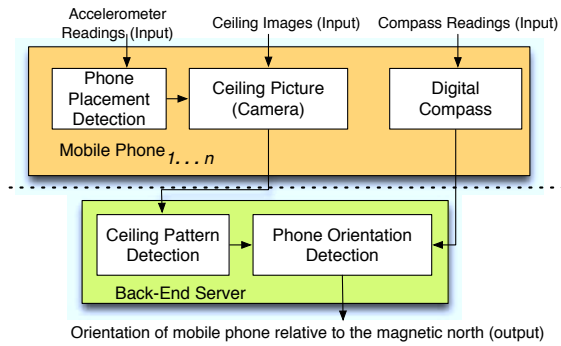 Accelerometer
Readings (Input)
Ceiling Images (Input)
Compass Readings (Input)
Phone
Placement
Detection
Ceiling Picture
(Camera)
Digital
Compass
Mobile Phone 1. . . n
Ceiling Pattern
Detection
Phone Orientation
Detection
Back-End Server
Orientation of mobile phone relative to the magnetic north (output)